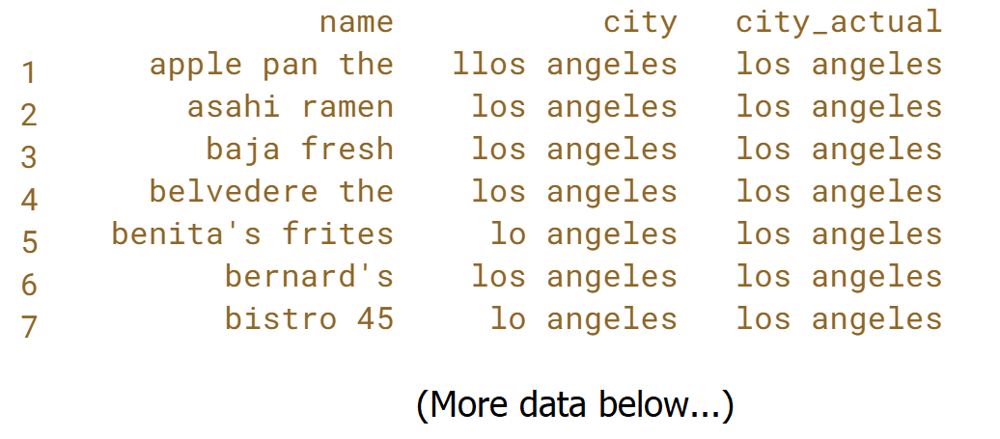 name city city_actual
1 apple pan the llos angeles los angeles
2 asahi ramen los angeles los angeles
3 baja fresh los angeles los angeles
4 belvedere the los angeles los angeles
5 benita's frites lo angeles los angeles
6 bernard's los angeles los angeles
7 bistro 45 lo angeles los angeles
(More data below...)